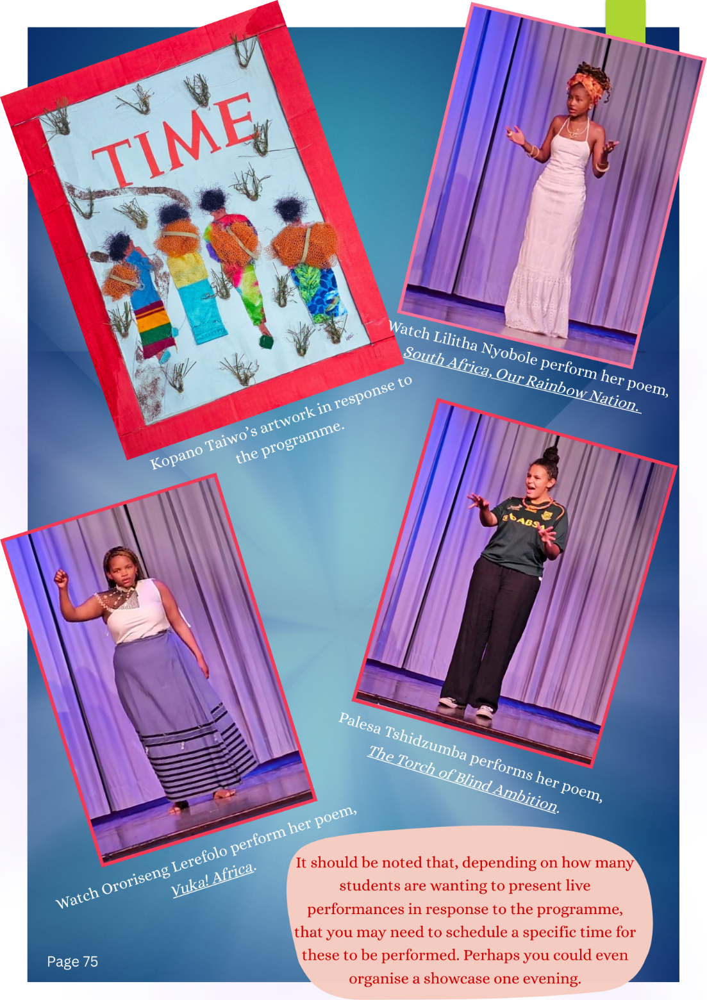 TIME
Watch Lilitha Nyobole perform her poem,
South Africa, Our Rainbow Nation.
Kopano Taiwo's artwork in response to
the programme.
ABSA
Palesa Tshidzumba performs her poem,
The Torch of Blind Ambition.
Watch Ororiseng Lerefolo perform her poem,
Vuka! Africa.
It should be noted that, depending on how many
students are wanting to present live
performances in response to the programme,
that you may need to schedule a specific time for
these to be performed. Perhaps you could even
organise a showcase one evening.
Page 75